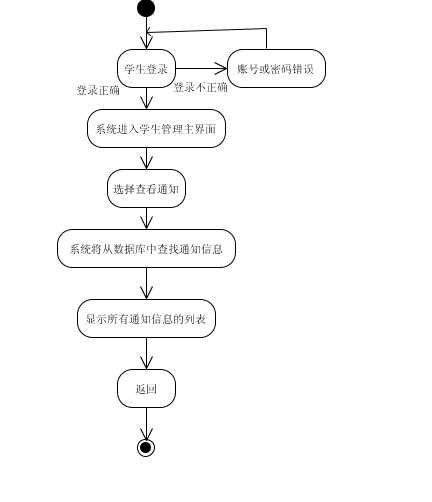 学生登录
账号或密码错误
登录正确
登录不正确
系统进入学生管理主界面
选择查看通知
系统将从数据库中查找通知信息
显示所有通知信息的列表
返回